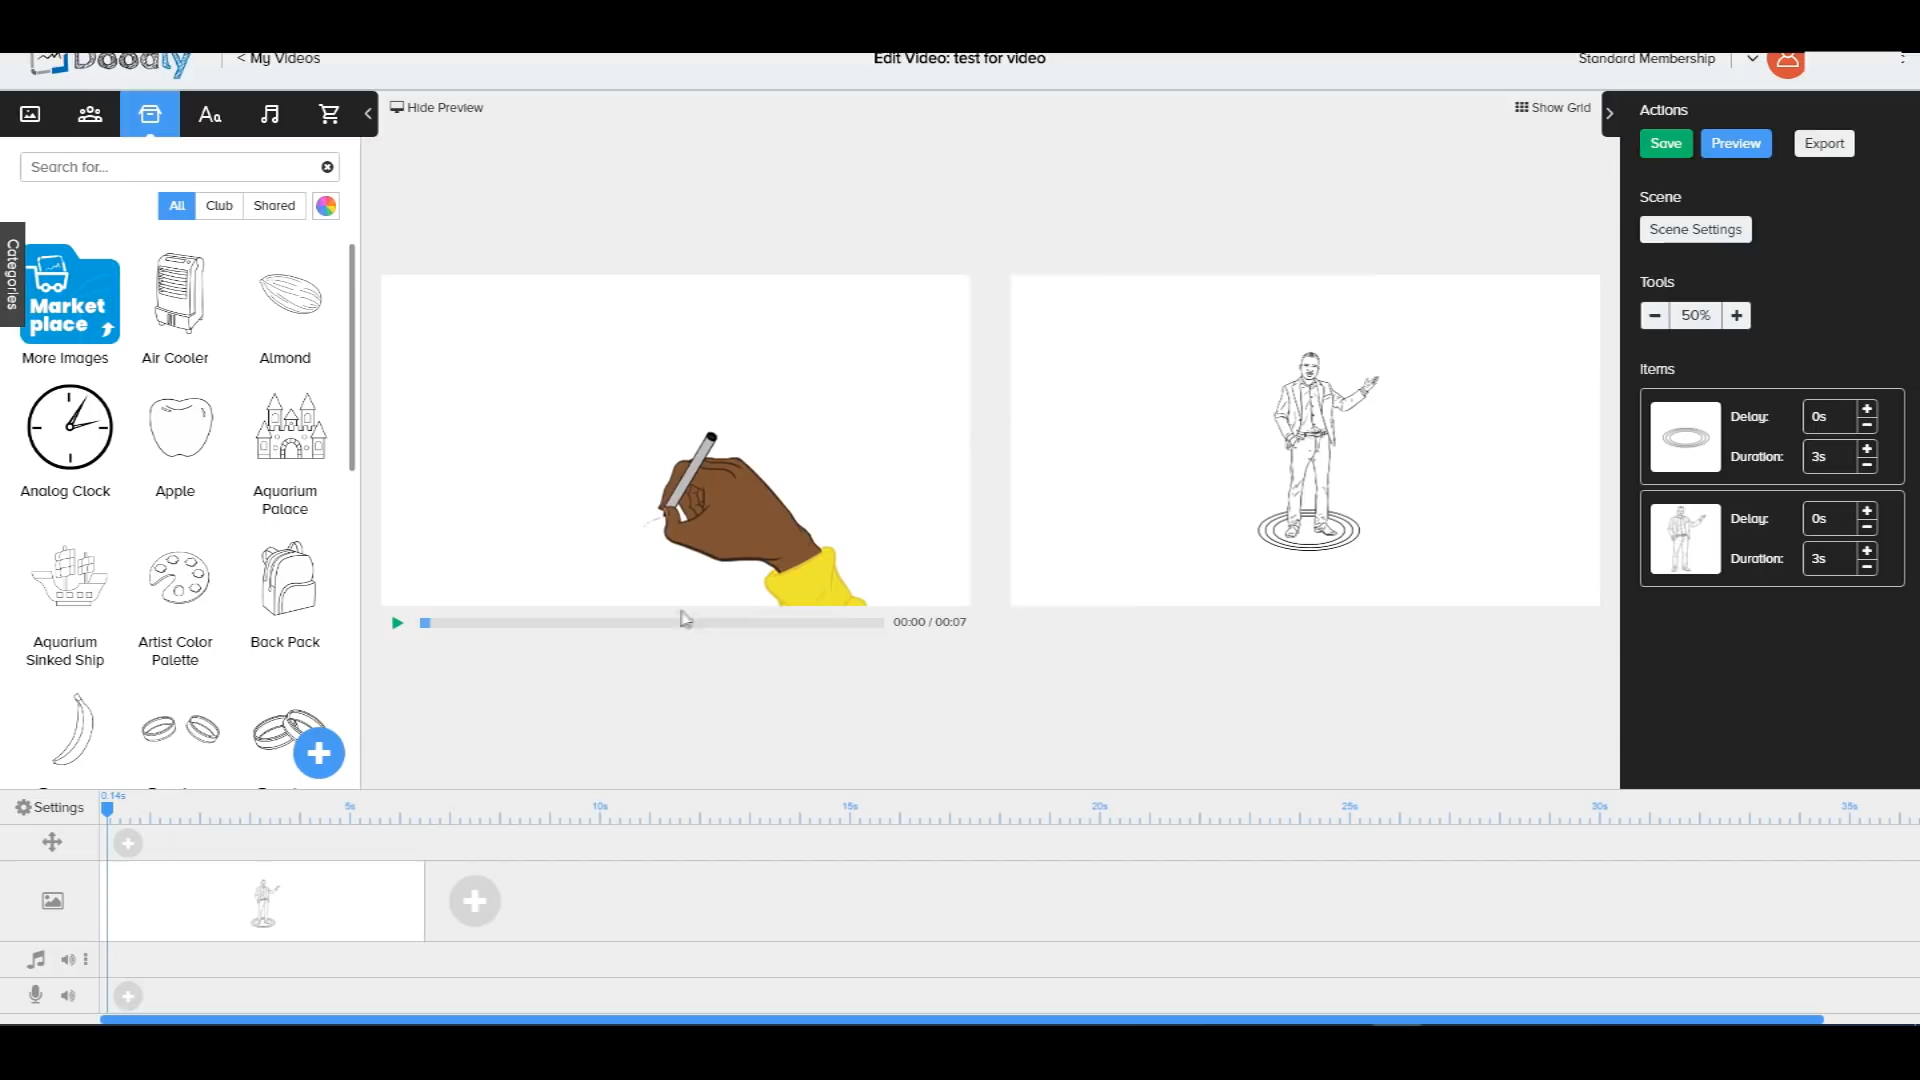 Doodly
< My Videos
Edit Video: test for video
Standard Membership
Aa
Hide Preview
Show Grid
Actions
Save
Preview
Export
Search for...
All
Club
Shared
Scene
Scene Settings
Categories
Market
place
More Images
Air Cooler
Almond
Tools
50%
Items
Delay:
0s
Duration:
3s
Delay:
0s
Duration:
3s
Analog Clock
Apple
Aquarium
Palace
Aquarium
Sinked Ship
Artist Color
Palette
Back Pack
00:00 / 00:07
Settings
0.14s
5s
10s
15s
20s
25s
30s
35s